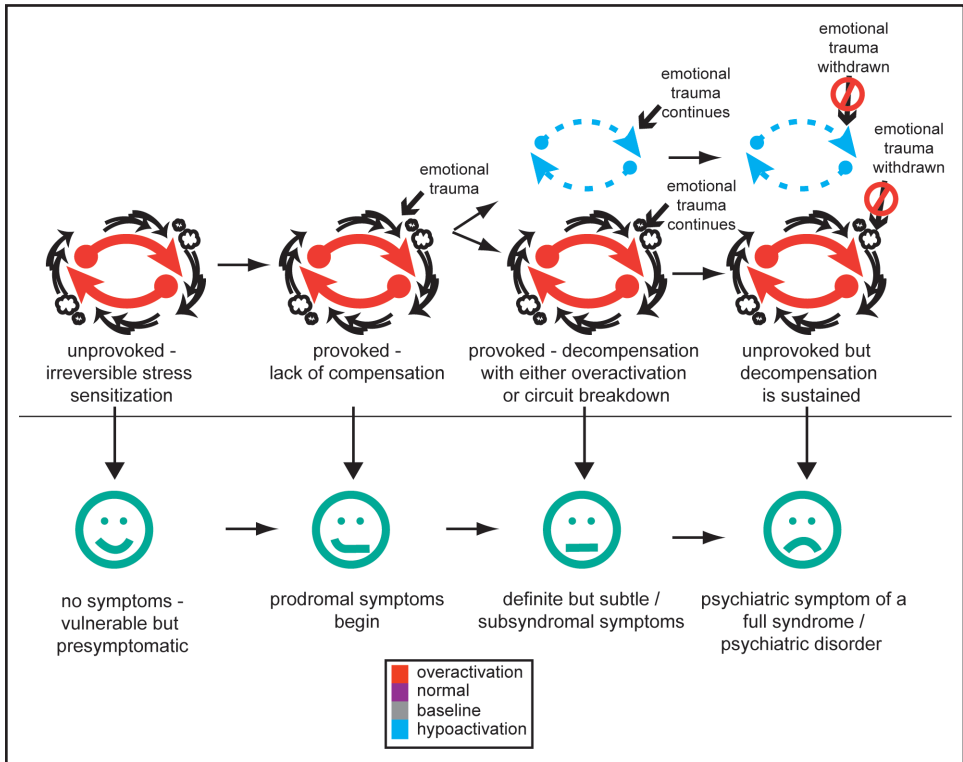 emotional
trauma
withdrawn
emotional
trauma
continues
emotional
trauma
withdrawn
emotional
trauma
emotional
trauma
continues
unprovoked -
irreversible stress
sensitization
provoked -
lack of compensation
provoked - decompensation
with either overactivation
or circuit breakdown
unprovoked but
decompensation
is sustained
no symptoms -
vulnerable but
presymptomatic
prodromal symptoms
begin
definite but subtle /
subsyndromal symptoms
psychiatric symptom of a
full syndrome /
psychiatric disorder
overactivation
normal
baseline
hypoactivation